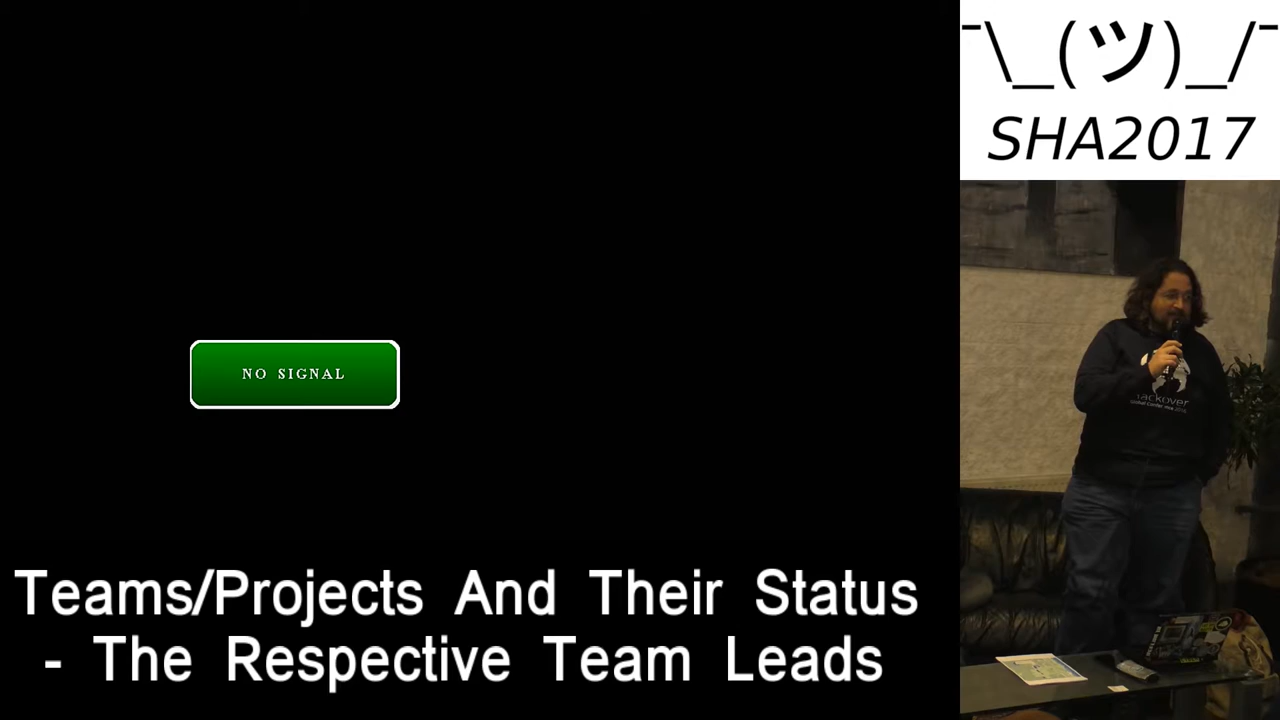 ¯\_(ツ)_/¯
SHA2017
NO SIGNAL
Teams/Projects And Their Status
- The Respective Team Leads